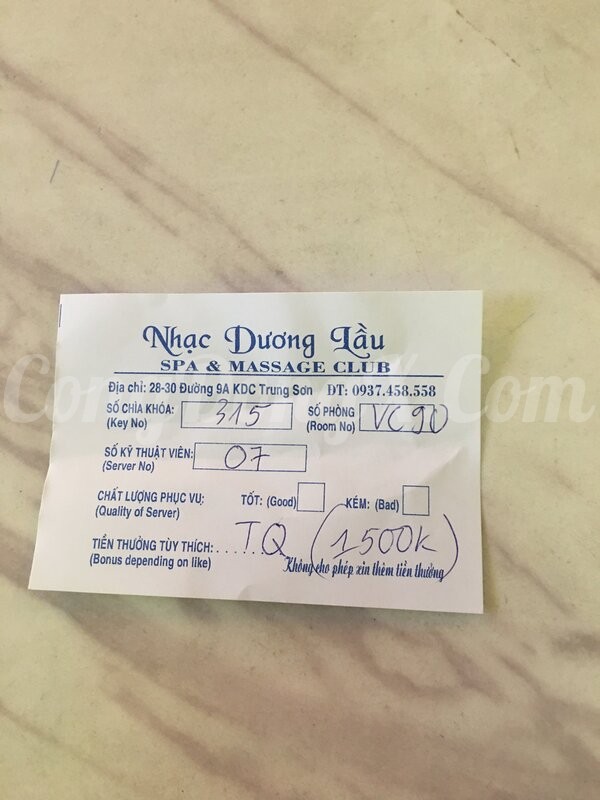 Nhạc Dương Lầu
SPA & MASSAGE CLUB
Địa chỉ: 28-30 Đường 9A KDC Trung Sơn ĐT: 0937.458.558
SỐ CHÌA KHÓA: 315 SỐ PHÒNG VC90
(Key No) (Room No)
SỐ KỸ THUẬT VIÊN: 07
(Server No)
CHẤT LƯỢNG PHỤC VỤ: TỐT: (Good) KÉM: (Bad)
(Quality of Server)
TIỀN THƯỞNG TÙY THÍCH: ...... TQ (1500k)
(Bonus depending on like) Không cho phép xin thêm tiền thưởng